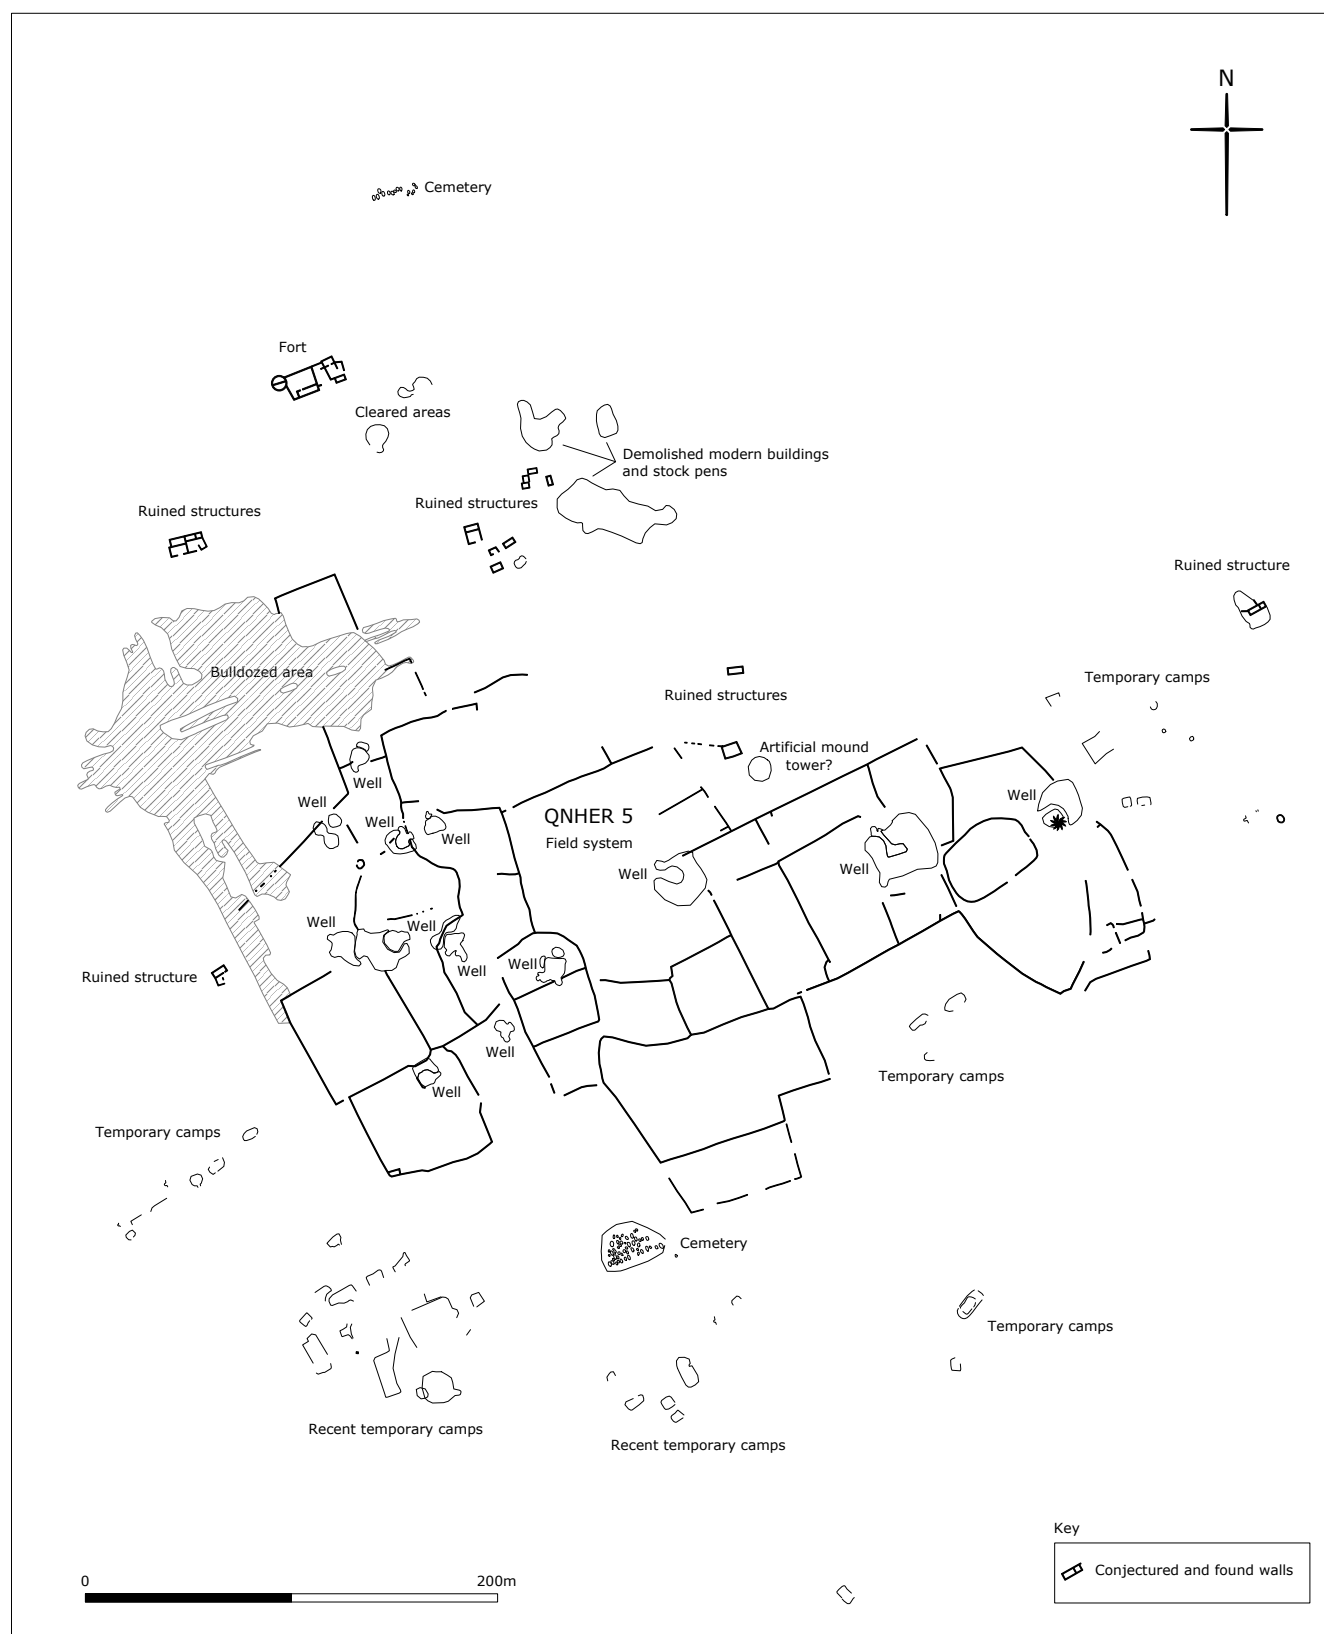 N
Cemetery
Fort
Cleared areas
Demolished modern buildings
and stock pens
Ruined structures
Ruined structures
Ruined structure
Bulldozed area
Temporary camps
Ruined structures
Artificial mound
tower?
Well
Well
Well
Well
Well
QNHER 5
Field system
Well
Well
Well
Well
Well
Well
Ruined structure
Well
Temporary camps
Well
Temporary camps
Cemetery
Temporary camps
Recent temporary camps
Recent temporary camps
Key
Conjectured and found walls
0
200m